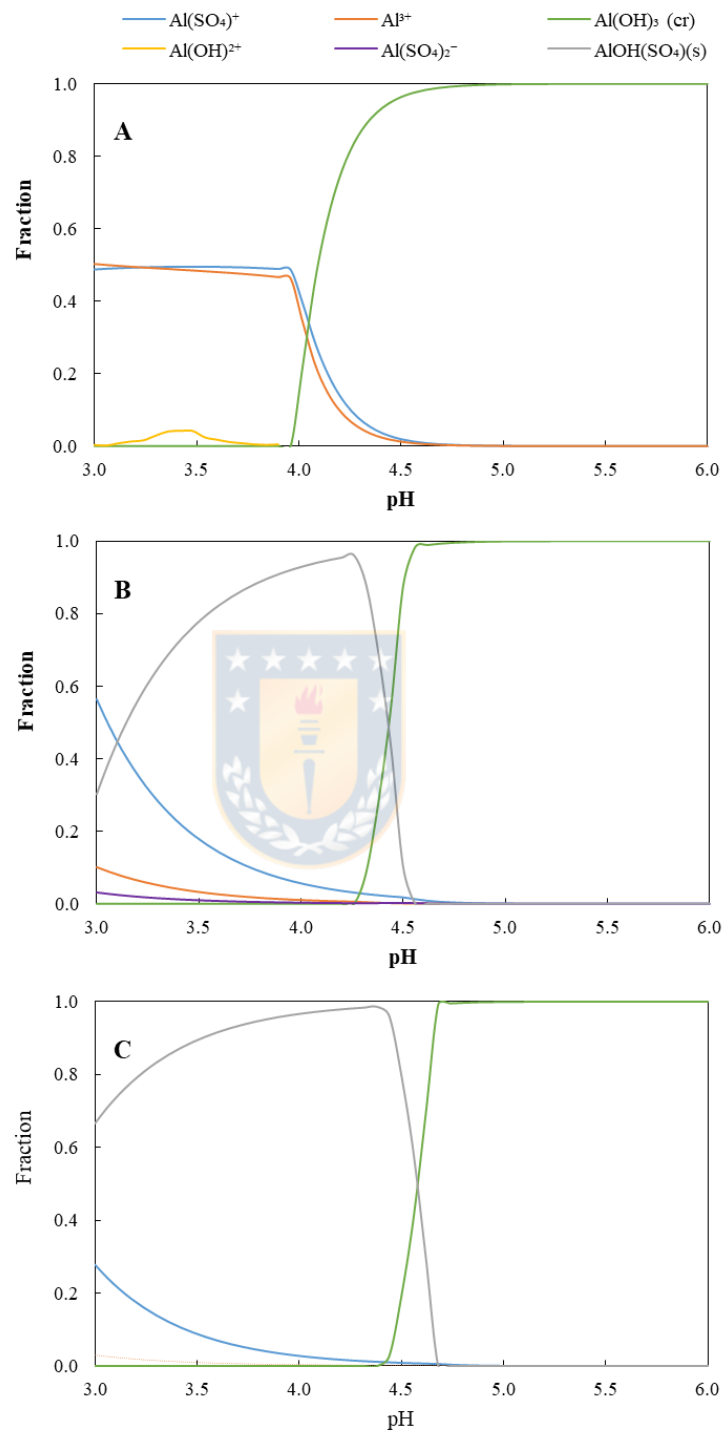 Al(SO₄)⁺ Al³⁺ Al(OH)₃ (cr)
Al(OH)²⁺ Al(SO₄)₂⁻ AlOH(SO₄)(s)
1.0
A
0.8
0.6
Fraction
0.4
0.2
0.0
3.0 3.5 4.0 4.5 5.0 5.5 6.0
pH
1.0
B
0.8
0.6
Fraction
0.4
0.2
0.0
3.0 3.5 4.0 4.5 5.0 5.5 6.0
pH
1.0
C
0.8
0.6
Fraction
0.4
0.2
0.0
3.0 3.5 4.0 4.5 5.0 5.5 6.0
pH